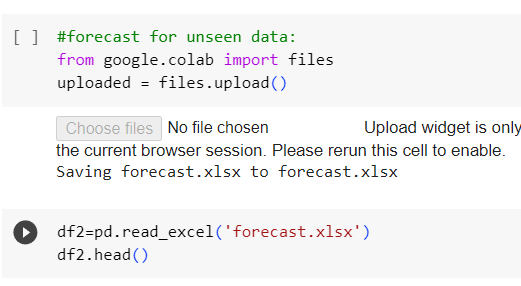 [ ] #forecast for unseen data:
from google.colab import files
uploaded = files.upload()
Choose files No file chosen Upload widget is only
the current browser session. Please rerun this cell to enable.
Saving forecast.xlsx to forecast.xlsx
df2=pd.read_excel('forecast.xlsx')
df2.head()